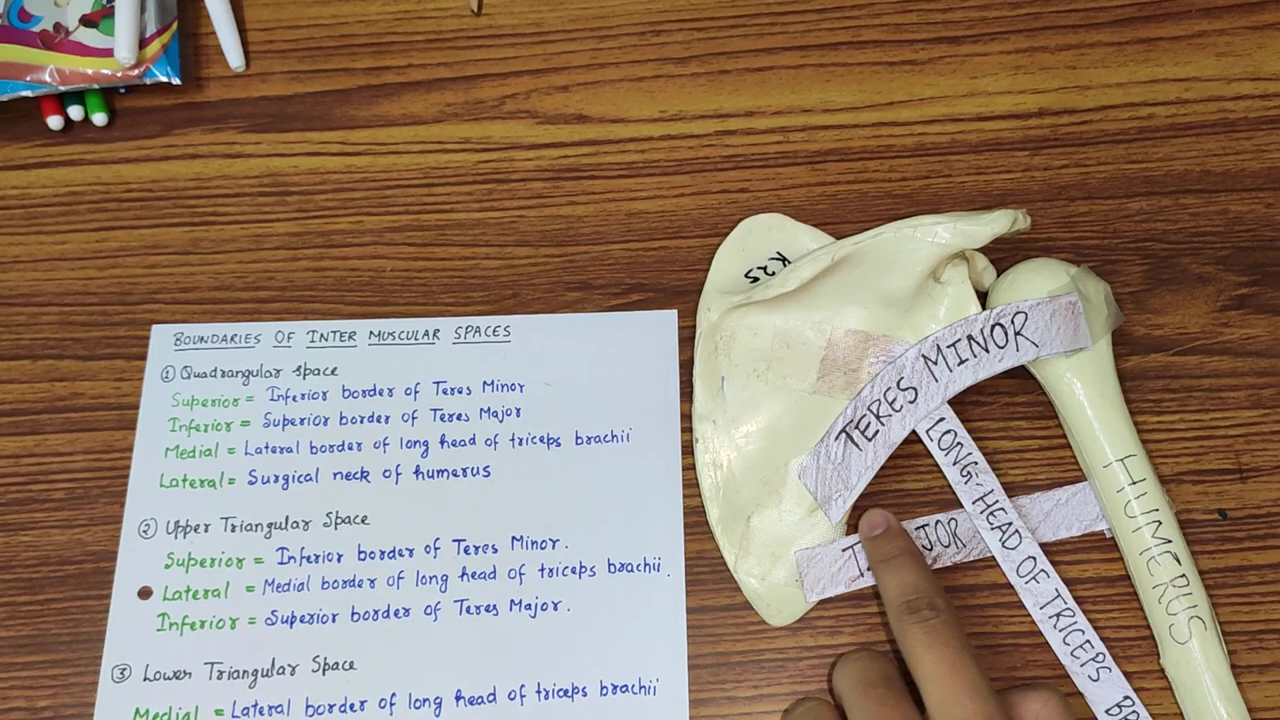 BOUNDARIES OF INTER MUSCULAR SPACES
① Quadrangular space
Superior = Inferior border of Teres Minor
Inferior = Superior border of Teres Major
Medial = Lateral border of long head of triceps brachii
Lateral = Surgical neck of humerus
② Upper Triangular Space
Superior = Inferior border of Teres Minor.
Lateral = Medial border of long head of triceps brachii.
Inferior = Superior border of Teres Major.
③ Lower Triangular Space
Medial = Lateral border of long head of triceps brachii
K25
TERES MINOR
LONG-HEAD OF TRICEPS
HUMERUS